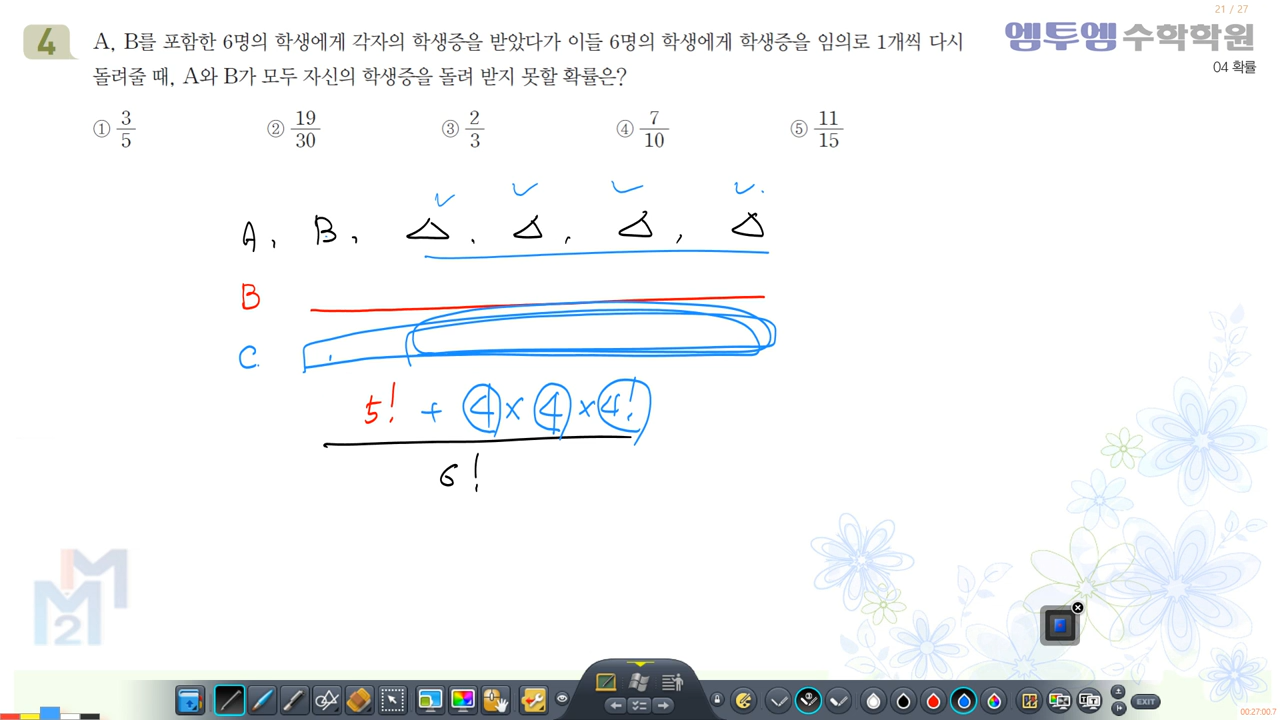 21 / 27
엠투엠수학학원
04 확률
4 A, B를 포함한 6명의 학생에게 각자의 학생증을 받았다가 이들 6명의 학생에게 학생증을 임의로 1개씩 다시
돌려줄 때, A와 B가 모두 자신의 학생증을 돌려 받지 못할 확률은?
① 3/5 ② 19/30 ③ 2/3 ④ 7/10 ⑤ 11/15
A, B, △, △, △, △
B
C
5! + 4 × 4 × 4!
6!
M M 2
EXIT
00:27:00.7